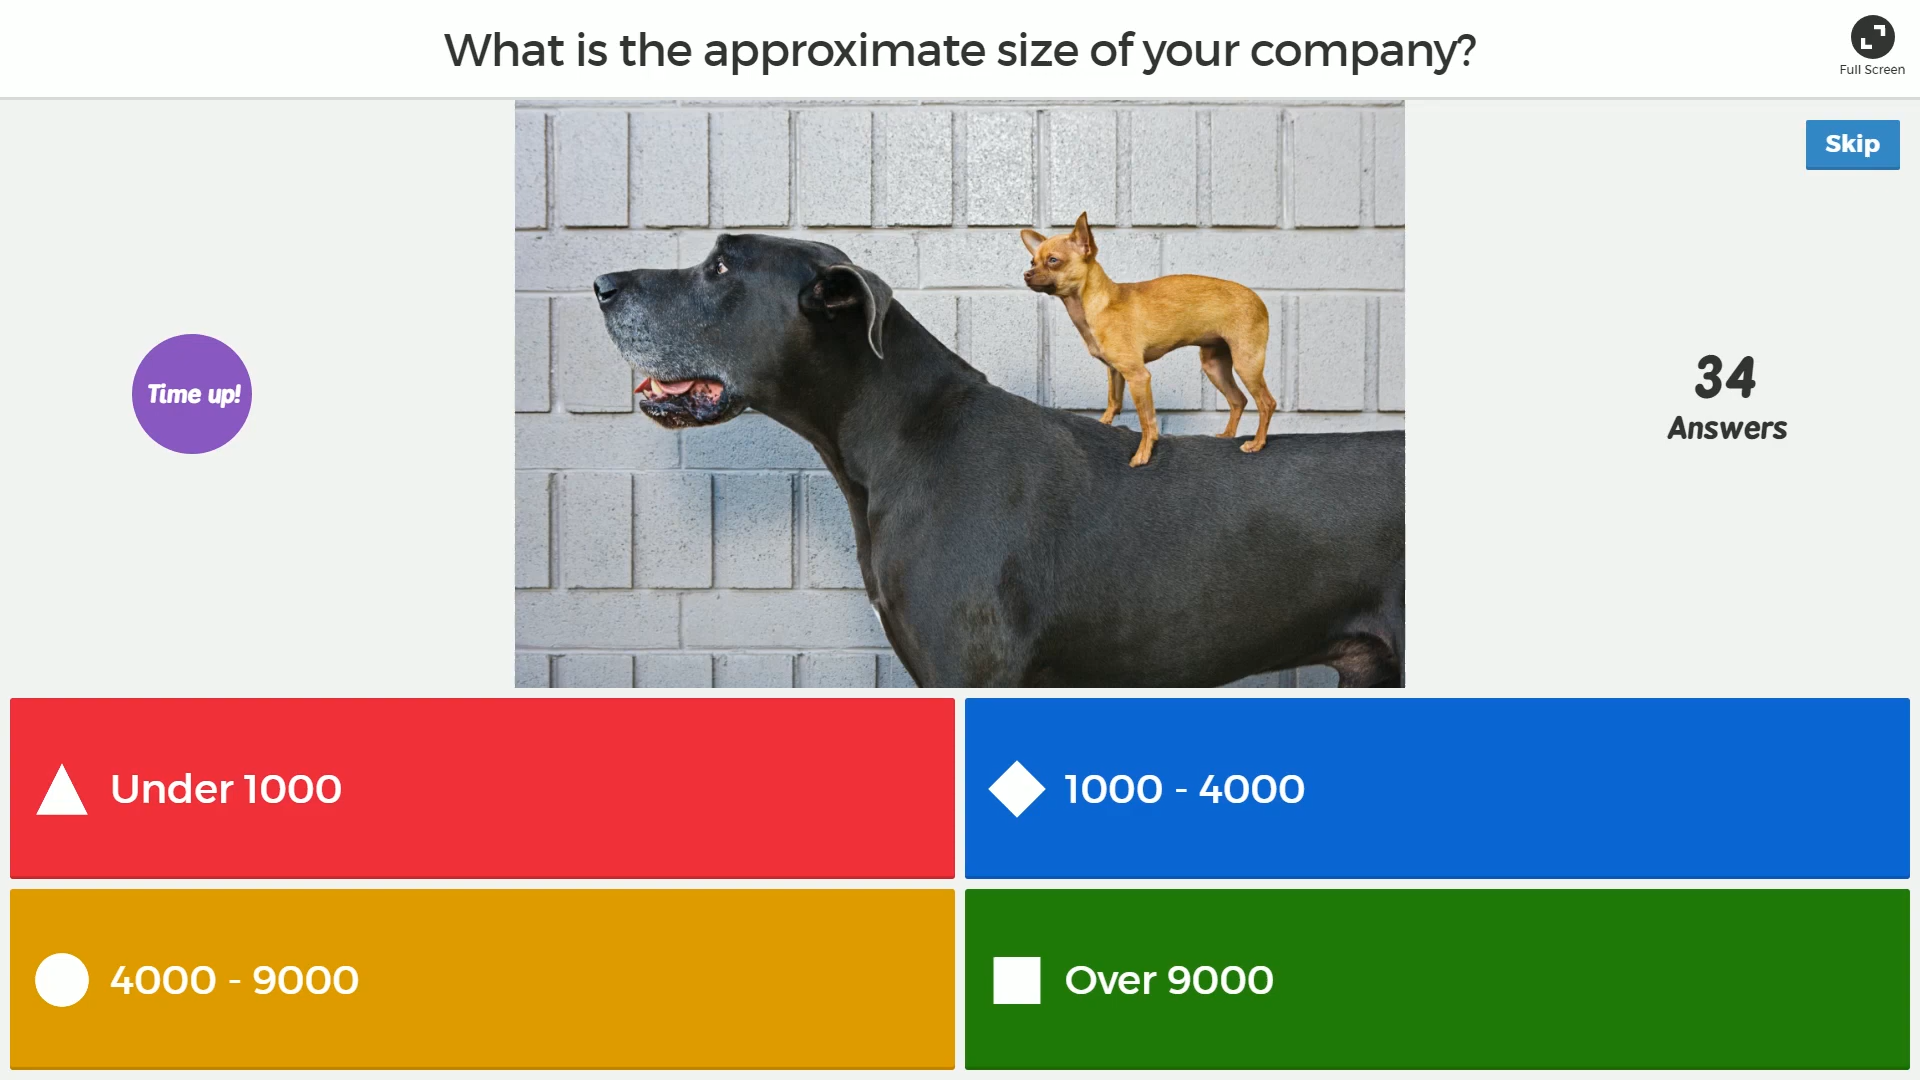 What is the approximate size of your company?
Full Screen
Skip
Time up!
34
Answers
Under 1000
1000 - 4000
4000 - 9000
Over 9000